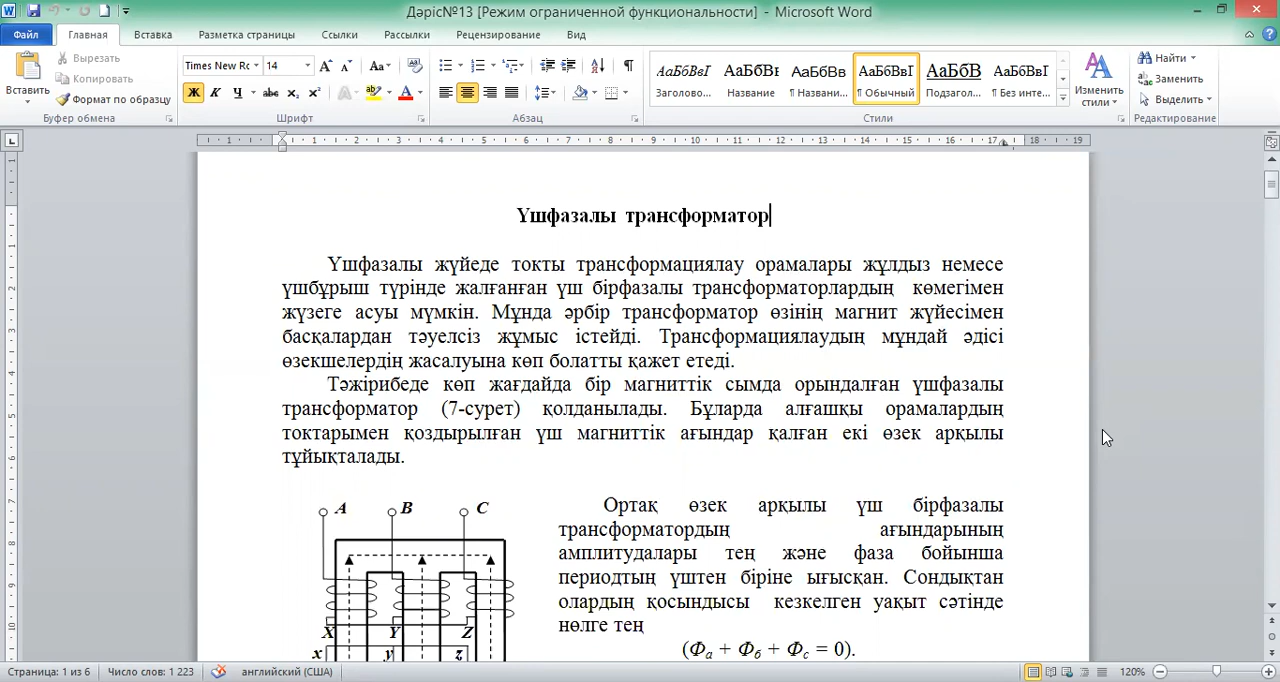 Дәріс№13 [Режим ограниченной функциональности] - Microsoft Word
Файл Главная Вставка Разметка страницы Ссылки Рассылки Рецензирование Вид
Вставить
Вырезать
Копировать
Формат по образцу
Буфер обмена
Times New Rc 14
Ж К Ч abc x₂ x²
Шрифт
Абзац
АаБбВвІ АаБбВв АаБбВв АаБбВвІ АаБбВ АаБбВвІ
Заголово... Название ¶ Названи... ¶ Обычный Подзагол... ¶ Без инте...
Стили
Изменить стили
Найти
Заменить
Выделить
Редактирование
Үшфазалы трансформатор
Үшфазалы жүйеде токты трансформациялау орамалары жұлдыз немесе
үшбұрыш түрінде жалғанған үш бірфазалы трансформаторлардың көмегімен
жүзеге асуы мүмкін. Мұнда әрбір трансформатор өзінің магнит жүйесімен
басқалардан тәуелсіз жұмыс істейді. Трансформациялаудың мұндай әдісі
өзекшелердің жасалуына көп болатты қажет етеді.
Тәжірибеде көп жағдайда бір магниттік сымда орындалған үшфазалы
трансформатор (7-сурет) қолданылады. Бұларда алғашқы орамалардың
токтарымен қоздырылған үш магниттік ағындар қалған екі өзек арқылы
тұйықталады.
A B C
X Y Z
x y z
Ортақ өзек арқылы үш бірфазалы
трансформатордың ағындарының
амплитудалары тең және фаза бойынша
периодтың үштен біріне ығысқан. Сондықтан
олардың қосындысы кезкелген уақыт сәтінде
нөлге тең
(Фа + Фб + Фс = 0).
Страница: 1 из 6 Число слов: 1 223 английский (США) 120%